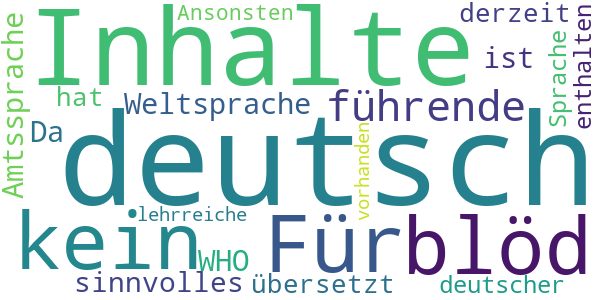 Ansonsten
derzeit
Inhalte
ist
enthalten
Amtssprache
hat
Weltsprache
führende
Sprache
Da
deutsch
vorhanden
kein
lehrreiche
Für
blöd
WHO
sinnvolles
übersetzt
deutscher